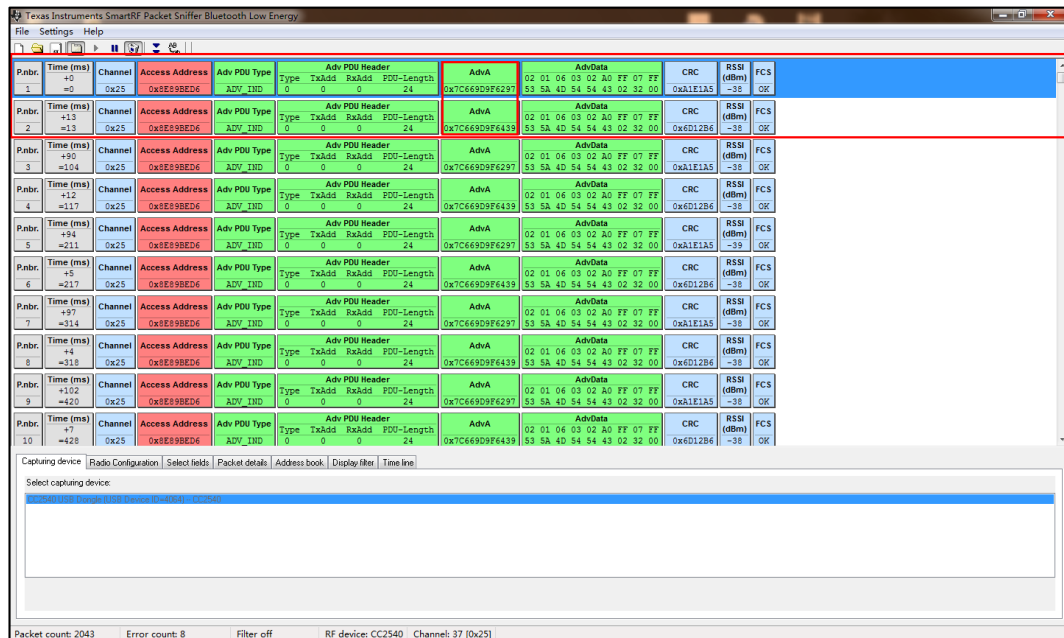 Texas Instruments SmartRF Packet Sniffer Bluetooth Low Energy
File Settings Help
P.nbr. Time (ms) Channel Access Address Adv PDU Type Adv PDU Header AdvA AdvData CRC RSSI (dBm) FCS
+0 Type TxAdd RxAdd PDU-Length 02 01 06 03 02 A0 FF 07 FF
1 =0 0x25 0x8E89BED6 ADV_IND 0 0 0 24 0x7C669D9F6297 53 5A 4D 54 54 43 02 32 00 0xA1E1A5 -38 OK
P.nbr. Time (ms) Channel Access Address Adv PDU Type Adv PDU Header AdvA AdvData CRC RSSI (dBm) FCS
+13 Type TxAdd RxAdd PDU-Length 02 01 06 03 02 A0 FF 07 FF
2 =13 0x25 0x8E89BED6 ADV_IND 0 0 0 24 0x7C669D9F6439 53 5A 4D 54 54 43 02 32 00 0x6D12B6 -38 OK
P.nbr. Time (ms) Channel Access Address Adv PDU Type Adv PDU Header AdvA AdvData CRC RSSI (dBm) FCS
+90 Type TxAdd RxAdd PDU-Length 02 01 06 03 02 A0 FF 07 FF
3 =104 0x25 0x8E89BED6 ADV_IND 0 0 0 24 0x7C669D9F6297 53 5A 4D 54 54 43 02 32 00 0xA1E1A5 -38 OK
P.nbr. Time (ms) Channel Access Address Adv PDU Type Adv PDU Header AdvA AdvData CRC RSSI (dBm) FCS
+12 Type TxAdd RxAdd PDU-Length 02 01 06 03 02 A0 FF 07 FF
4 =117 0x25 0x8E89BED6 ADV_IND 0 0 0 24 0x7C669D9F6439 53 5A 4D 54 54 43 02 32 00 0x6D12B6 -38 OK
P.nbr. Time (ms) Channel Access Address Adv PDU Type Adv PDU Header AdvA AdvData CRC RSSI (dBm) FCS
+94 Type TxAdd RxAdd PDU-Length 02 01 06 03 02 A0 FF 07 FF
5 =211 0x25 0x8E89BED6 ADV_IND 0 0 0 24 0x7C669D9F6297 53 5A 4D 54 54 43 02 32 00 0xA1E1A5 -39 OK
P.nbr. Time (ms) Channel Access Address Adv PDU Type Adv PDU Header AdvA AdvData CRC RSSI (dBm) FCS
+5 Type TxAdd RxAdd PDU-Length 02 01 06 03 02 A0 FF 07 FF
6 =217 0x25 0x8E89BED6 ADV_IND 0 0 0 24 0x7C669D9F6439 53 5A 4D 54 54 43 02 32 00 0x6D12B6 -38 OK
P.nbr. Time (ms) Channel Access Address Adv PDU Type Adv PDU Header AdvA AdvData CRC RSSI (dBm) FCS
+97 Type TxAdd RxAdd PDU-Length 02 01 06 03 02 A0 FF 07 FF
7 =314 0x25 0x8E89BED6 ADV_IND 0 0 0 24 0x7C669D9F6297 53 5A 4D 54 54 43 02 32 00 0xA1E1A5 -38 OK
P.nbr. Time (ms) Channel Access Address Adv PDU Type Adv PDU Header AdvA AdvData CRC RSSI (dBm) FCS
+4 Type TxAdd RxAdd PDU-Length 02 01 06 03 02 A0 FF 07 FF
8 =318 0x25 0x8E89BED6 ADV_IND 0 0 0 24 0x7C669D9F6439 53 5A 4D 54 54 43 02 32 00 0x6D12B6 -38 OK
P.nbr. Time (ms) Channel Access Address Adv PDU Type Adv PDU Header AdvA AdvData CRC RSSI (dBm) FCS
+102 Type TxAdd RxAdd PDU-Length 02 01 06 03 02 A0 FF 07 FF
9 =420 0x25 0x8E89BED6 ADV_IND 0 0 0 24 0x7C669D9F6297 53 5A 4D 54 54 43 02 32 00 0xA1E1A5 -38 OK
P.nbr. Time (ms) Channel Access Address Adv PDU Type Adv PDU Header AdvA AdvData CRC RSSI (dBm) FCS
+7 Type TxAdd RxAdd PDU-Length 02 01 06 03 02 A0 FF 07 FF
10 =428 0x25 0x8E89BED6 ADV_IND 0 0 0 24 0x7C669D9F6439 53 5A 4D 54 54 43 02 32 00 0x6D12B6 -38 OK
Capturing device Radio Configuration Select fields Packet details Address book Display filter Time line
Select capturing device:
CC2540 USB Dongle (USB Device ID=4064) - CC2540
Packet count: 2043 Error count: 8 Filter off RF device: CC2540 Channel: 37 [0x25]